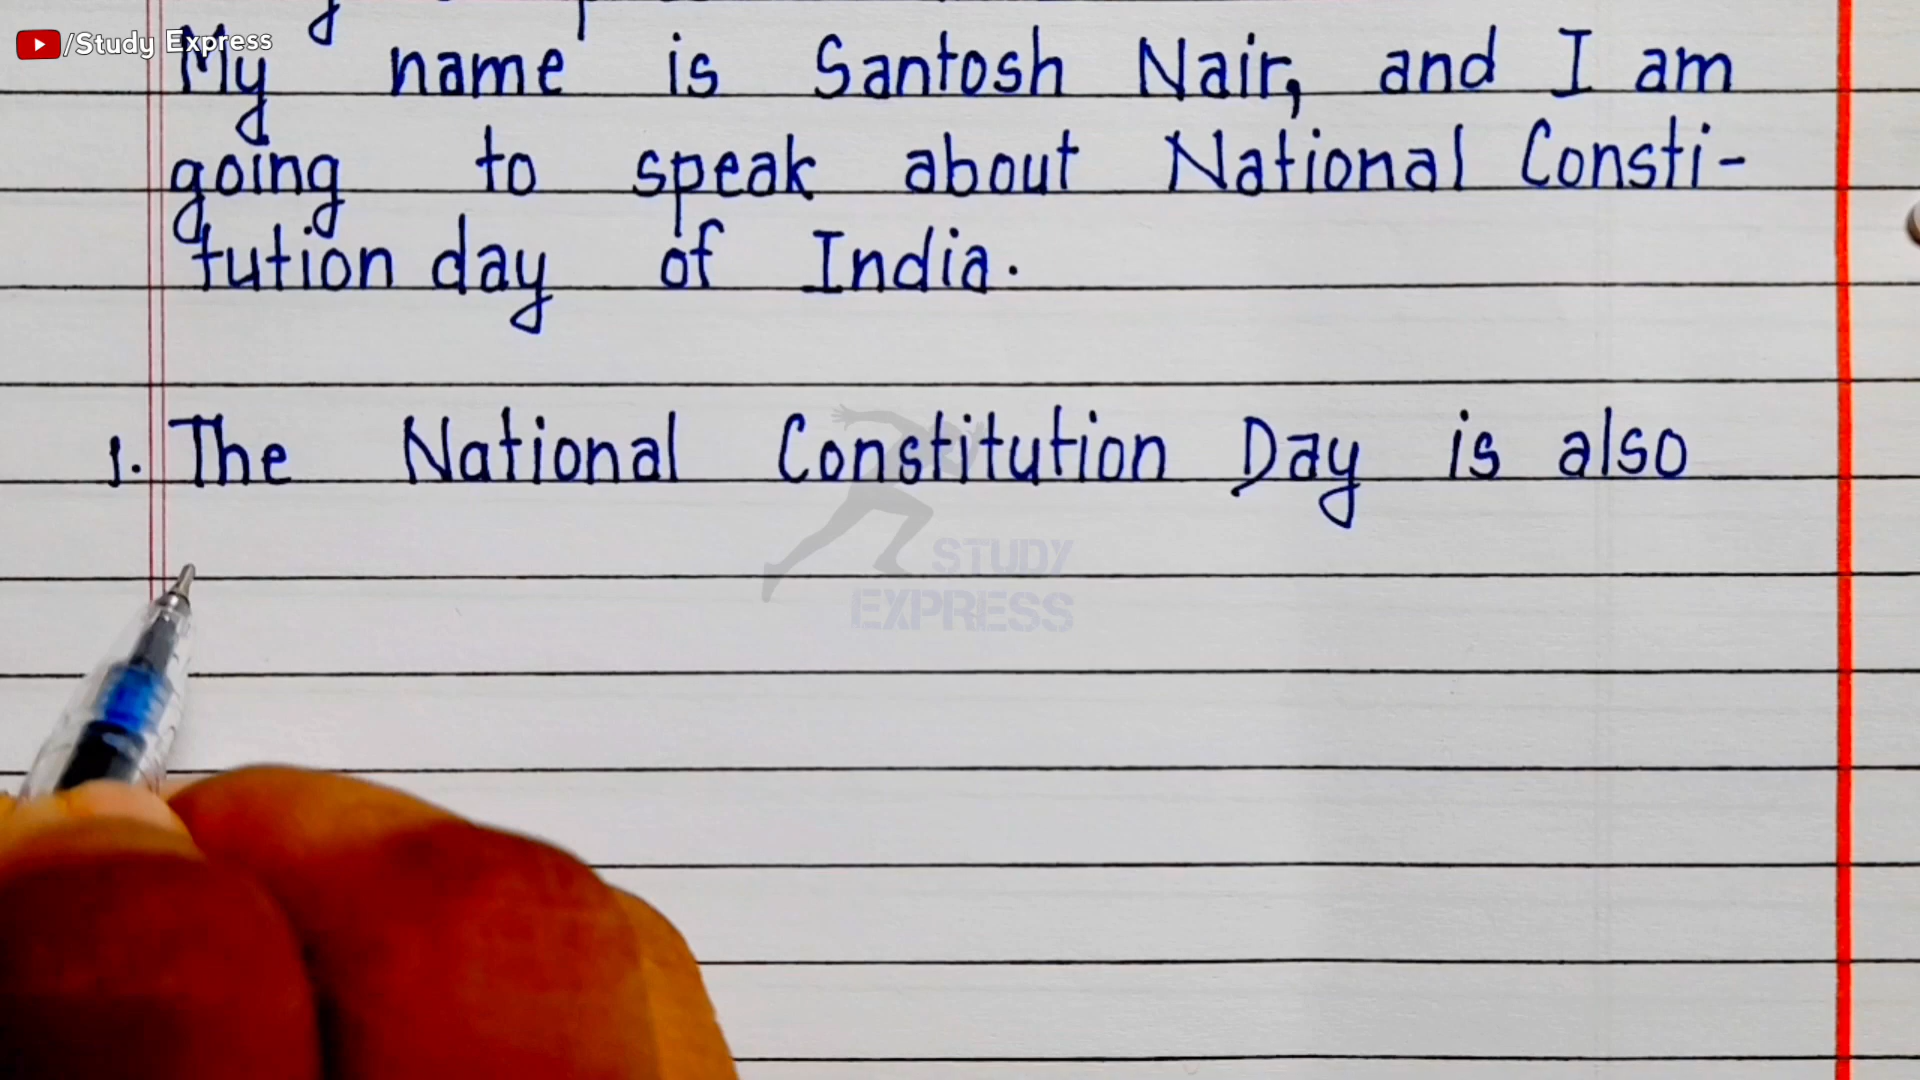 /Study Express
My name is Santosh Nair, and I am
going to speak about National Consti-
tution day of India.
1. The National Constitution Day is also
STUDY
EXPRESS